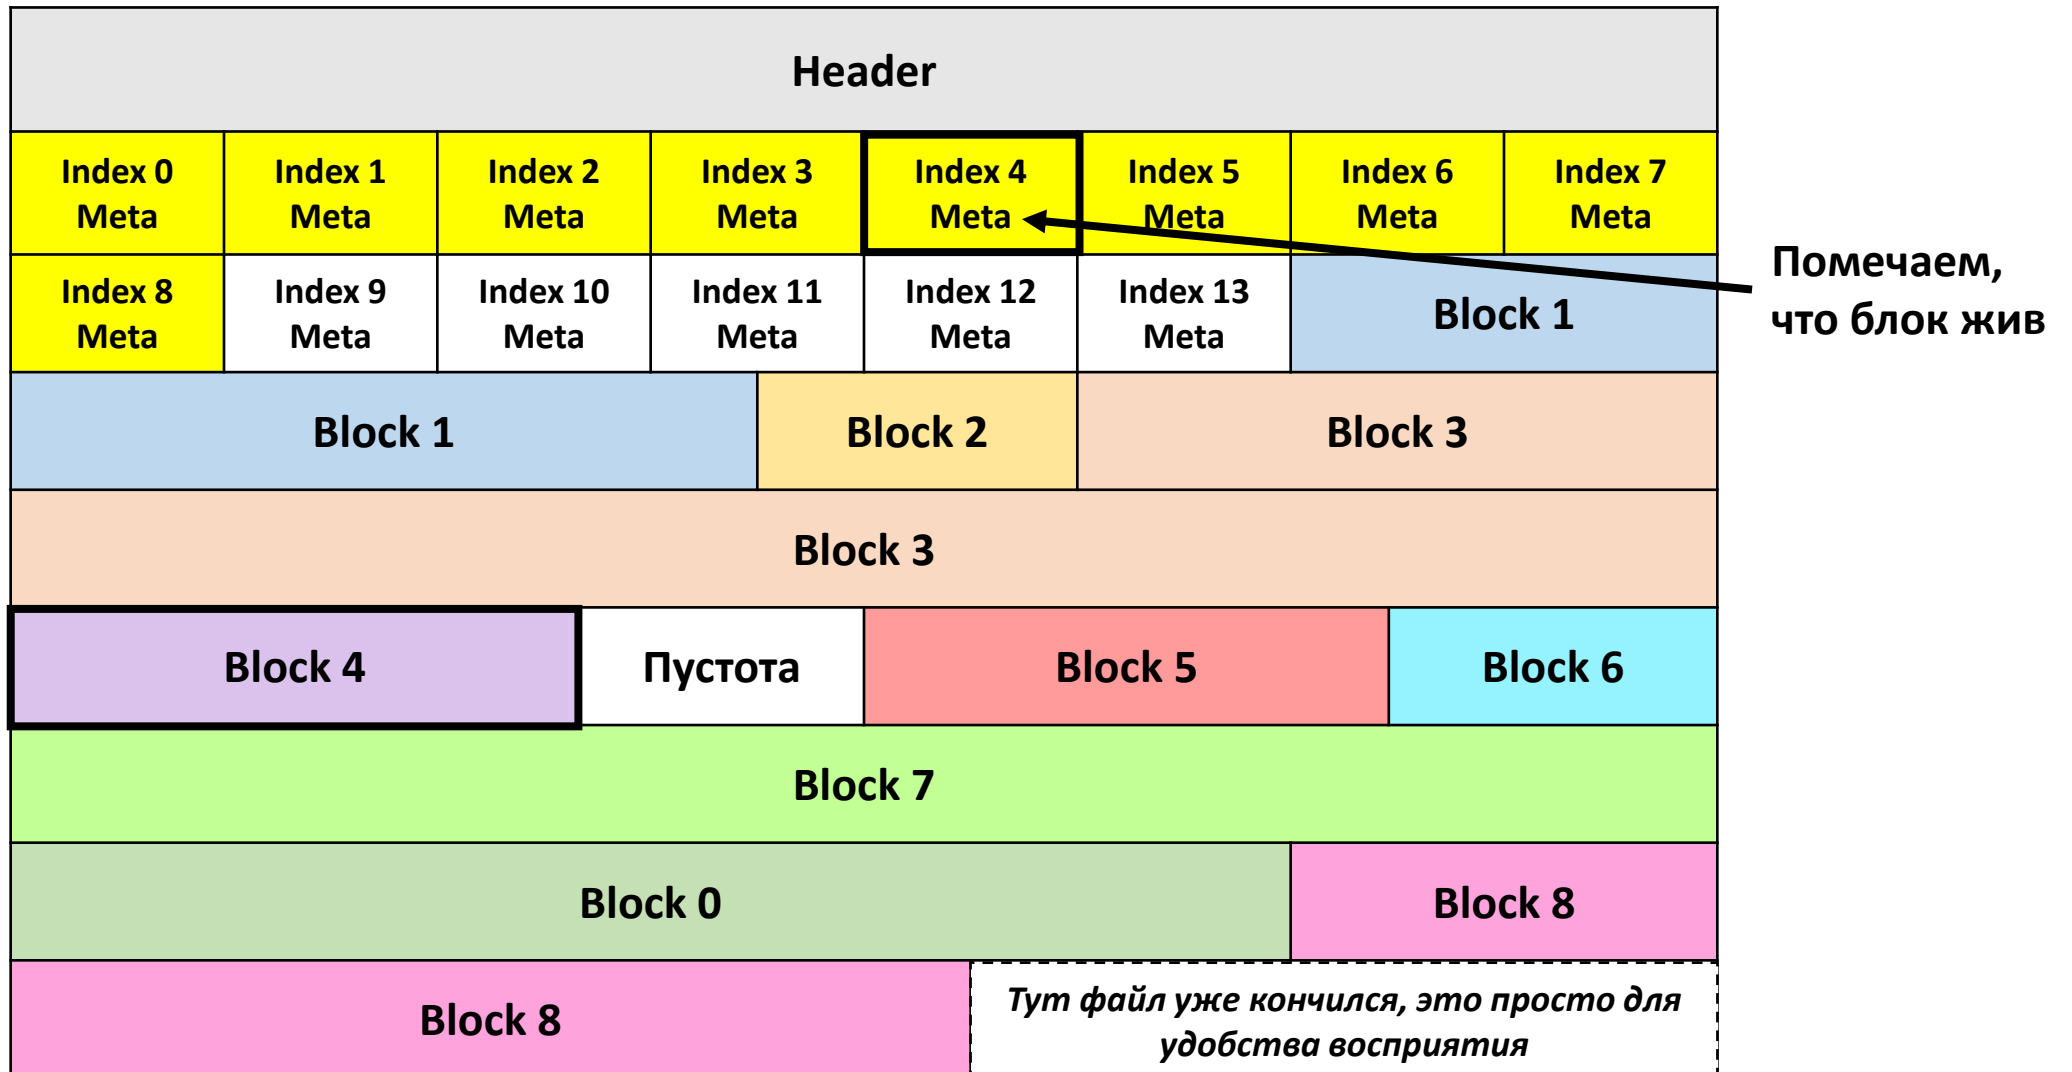 Header
Index 0
Meta
Index 1
Meta
Index 2
Meta
Index 3
Meta
Index 4
Meta
Index 5
Meta
Index 6
Meta
Index 7
Meta
Index 8
Meta
Index 9
Meta
Index 10
Meta
Index 11
Meta
Index 12
Meta
Index 13
Meta
Block 1
Помечаем,
что блок жив
Block 1
Block 2
Block 3
Block 3
Block 4
Пустота
Block 5
Block 6
Block 7
Block 0
Block 8
Block 8
Тут файл уже кончился, это просто для
удобства восприятия